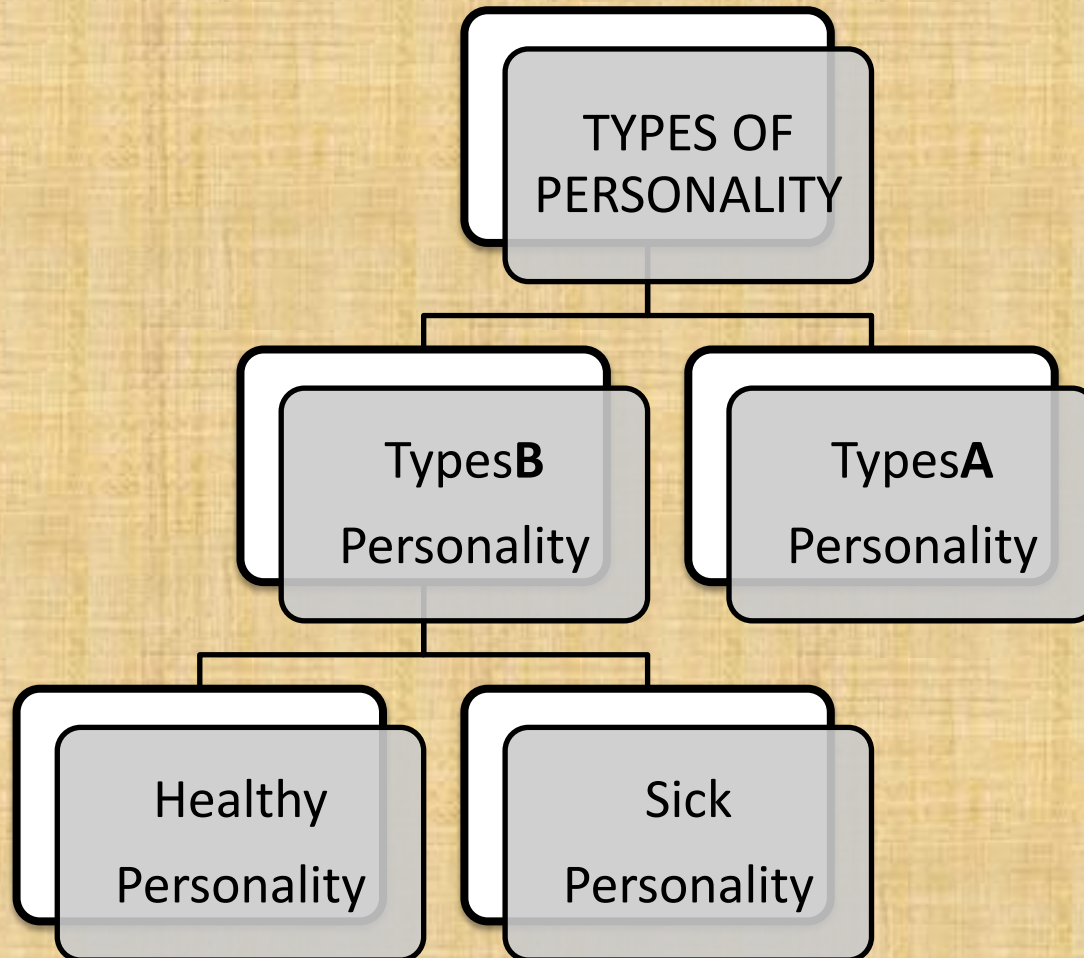 TYPES OF
PERSONALITY
TypesB
Personality
TypesA
Personality
Healthy
Personality
Sick
Personality